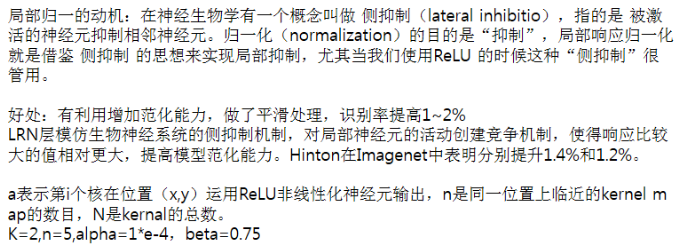 局部归一的动机：在神经生物学有一个概念叫做 侧抑制（lateral inhibitio），指的是 被激
活的神经元抑制相邻神经元。归一化（normalization）的目的是“抑制”，局部响应归一化
就是借鉴 侧抑制 的思想来实现局部抑制，尤其当我们使用ReLU 的时候这种“侧抑制”很
管用。
好处：有利用增加范化能力，做了平滑处理，识别率提高1~2%
LRN层模仿生物神经系统的侧抑制机制，对局部神经元的活动创建竞争机制，使得响应比较
大的值相对更大，提高模型范化能力。Hinton在Imagenet中表明分别提升1.4%和1.2%。
a表示第i个核在位置（x,y）运用ReLU非线性化神经元输出，n是同一位置上临近的kernel m
ap的数目，N是kernal的总数。
K=2,n=5,alpha=1*e-4，beta=0.75